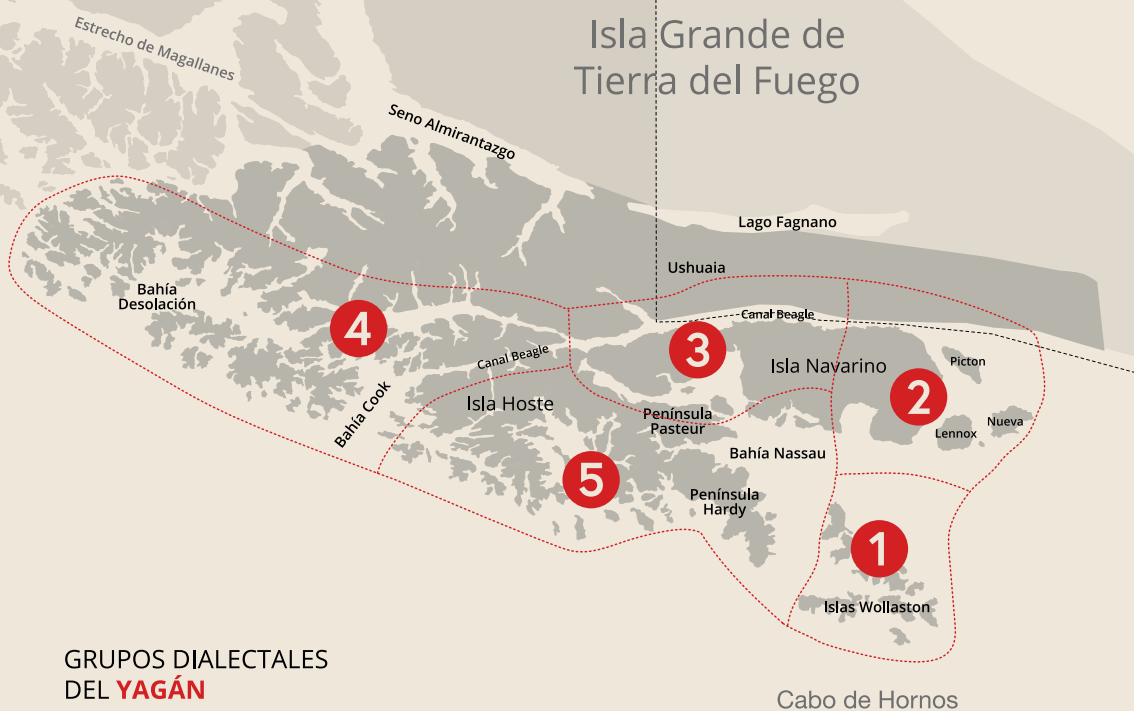 Estrecho de Magallanes
Isla Grande de
Tierra del Fuego
Seno Almirantazgo
Lago Fagnano
Ushuaia
Bahía
Desolación
4
Canal Beagle
3
Canal Beagle
Isla Navarino
Picton
2
Isla Hoste
Bahía Cook
Península
Pasteur
Nueva
Lennox
Bahía Nassau
5
Península
Hardy
1
Islas Wollaston
GRUPOS DIALECTALES
DEL YAGÁN
Cabo de Hornos